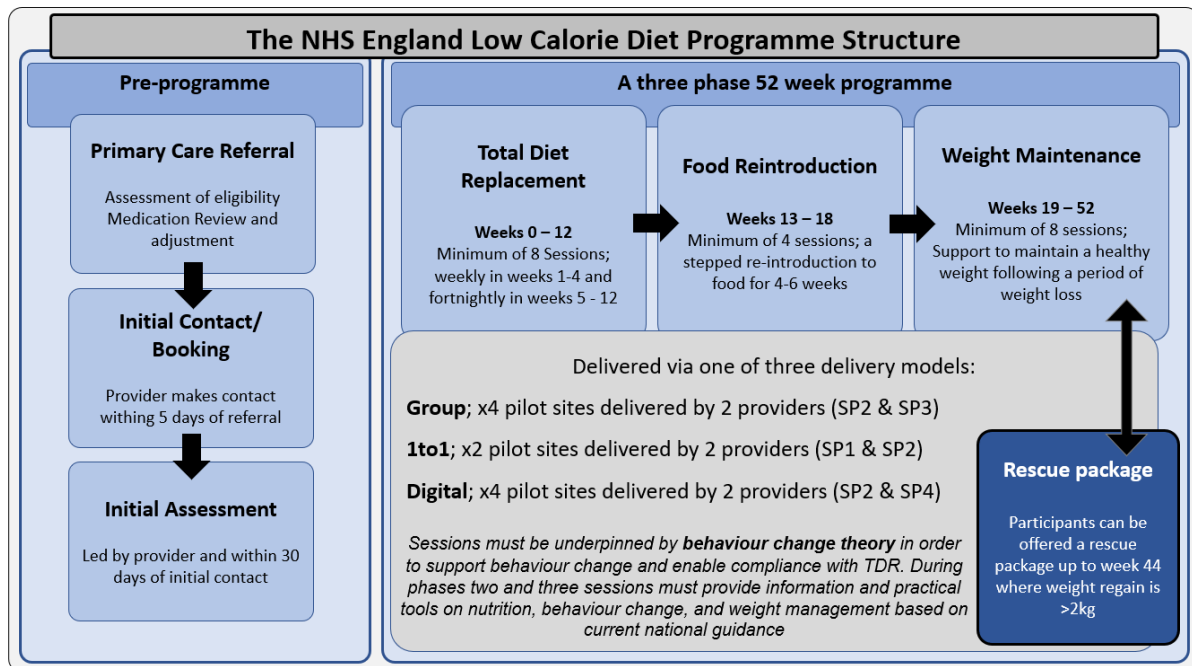 The NHS England Low Calorie Diet Programme Structure
Pre-programme
Primary Care Referral
Assessment of eligibility
Medication Review and
adjustment
Initial Contact/
Booking
Provider makes contact
withing 5 days of referral
Initial Assessment
Led by provider and within 30
days of initial contact
A three phase 52 week programme
Total Diet
Replacement
Weeks 0 – 12
Minimum of 8 Sessions;
weekly in weeks 1-4 and
fortnightly in weeks 5 - 12
Food Reintroduction
Weeks 13 – 18
Minimum of 4 sessions; a
stepped re-introduction to
food for 4-6 weeks
Weight Maintenance
Weeks 19 – 52
Minimum of 8 sessions;
Support to maintain a healthy
weight following a period of
weight loss
Delivered via one of three delivery models:
Group; x4 pilot sites delivered by 2 providers (SP2 & SP3)
1to1; x2 pilot sites delivered by 2 providers (SP1 & SP2)
Digital; x4 pilot sites delivered by 2 providers (SP2 & SP4)
Sessions must be underpinned by behaviour change theory in order
to support behaviour change and enable compliance with TDR. During
phases two and three sessions must provide information and practical
tools on nutrition, behaviour change, and weight management based on
current national guidance
Rescue package
Participants can be
offered a rescue
package up to week 44
where weight regain is
>2kg